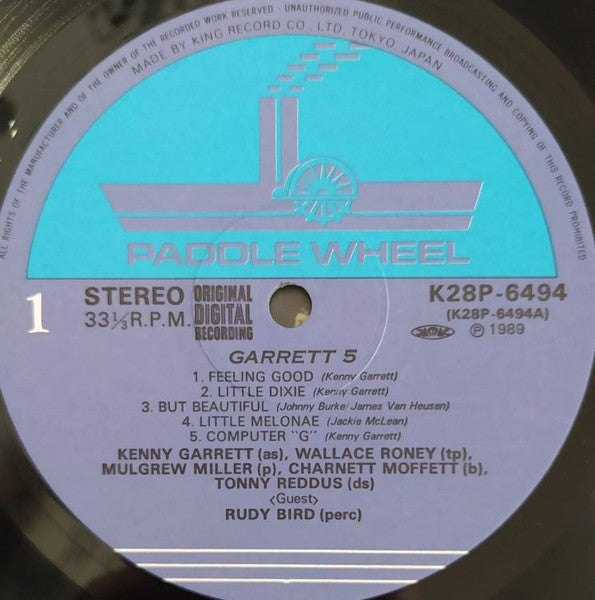 ALL RIGHTS OF THE MANUFACTURER AND OF THE OWNER OF THE RECORDED WORK RESERVED · UNAUTHORIZED PUBLIC PERFORMANCE BROADCASTING AND COPYING OF THIS RECORD PROHIBITED
MADE BY KING RECORD CO., LTD. TOKYO, JAPAN
PADDLE WHEEL
1
STEREO
33⅓R.P.M.
ORIGINAL
DIGITAL
RECORDING
K28P-6494
(K28P-6494A)
Ⓟ 1989
GARRETT 5
1. FEELING GOOD (Kenny Garrett)
2. LITTLE DIXIE (Kenny Garrett)
3. BUT BEAUTIFUL (Johnny Burke/James Van Heusen)
4. LITTLE MELONAE (Jackie McLean)
5. COMPUTER "G" (Kenny Garrett)
KENNY GARRETT (as), WALLACE RONEY (tp),
MULGREW MILLER (p), CHARNETT MOFFETT (b),
TONNY REDDUS (ds)
<Guest>
RUDY BIRD (perc)